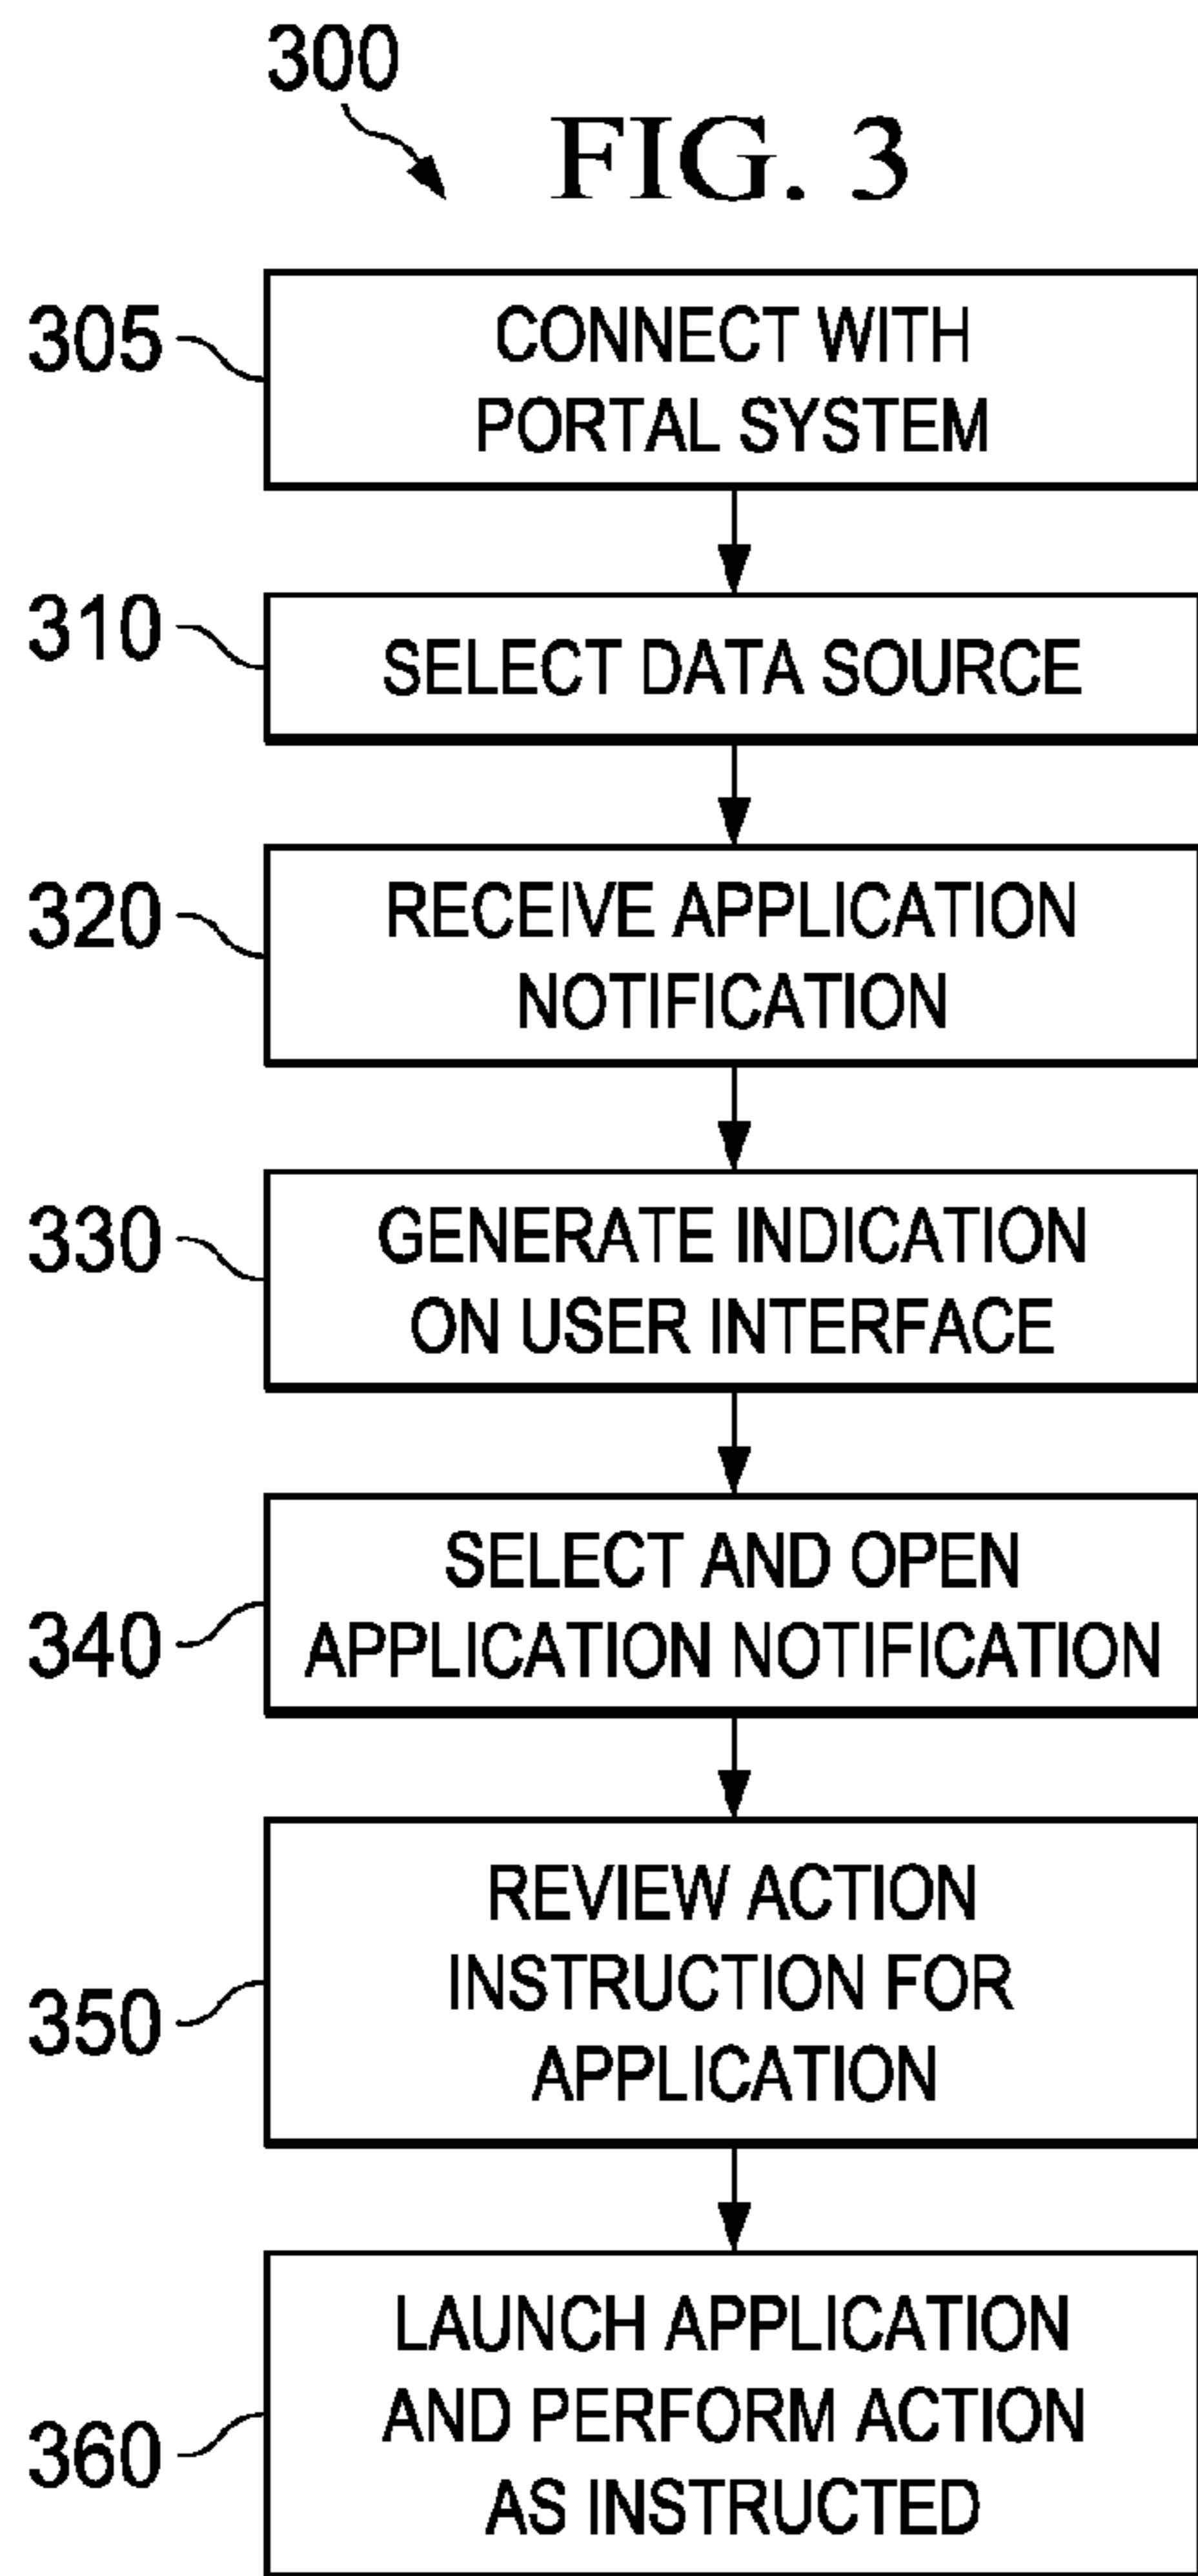 300
FIG. 3
305
CONNECT WITH
PORTAL SYSTEM
310
SELECT DATA SOURCE
320
RECEIVE APPLICATION
NOTIFICATION
330
GENERATE INDICATION
ON USER INTERFACE
340
SELECT AND OPEN
APPLICATION NOTIFICATION
350
REVIEW ACTION
INSTRUCTION FOR
APPLICATION
360
LAUNCH APPLICATION
AND PERFORM ACTION
AS INSTRUCTED